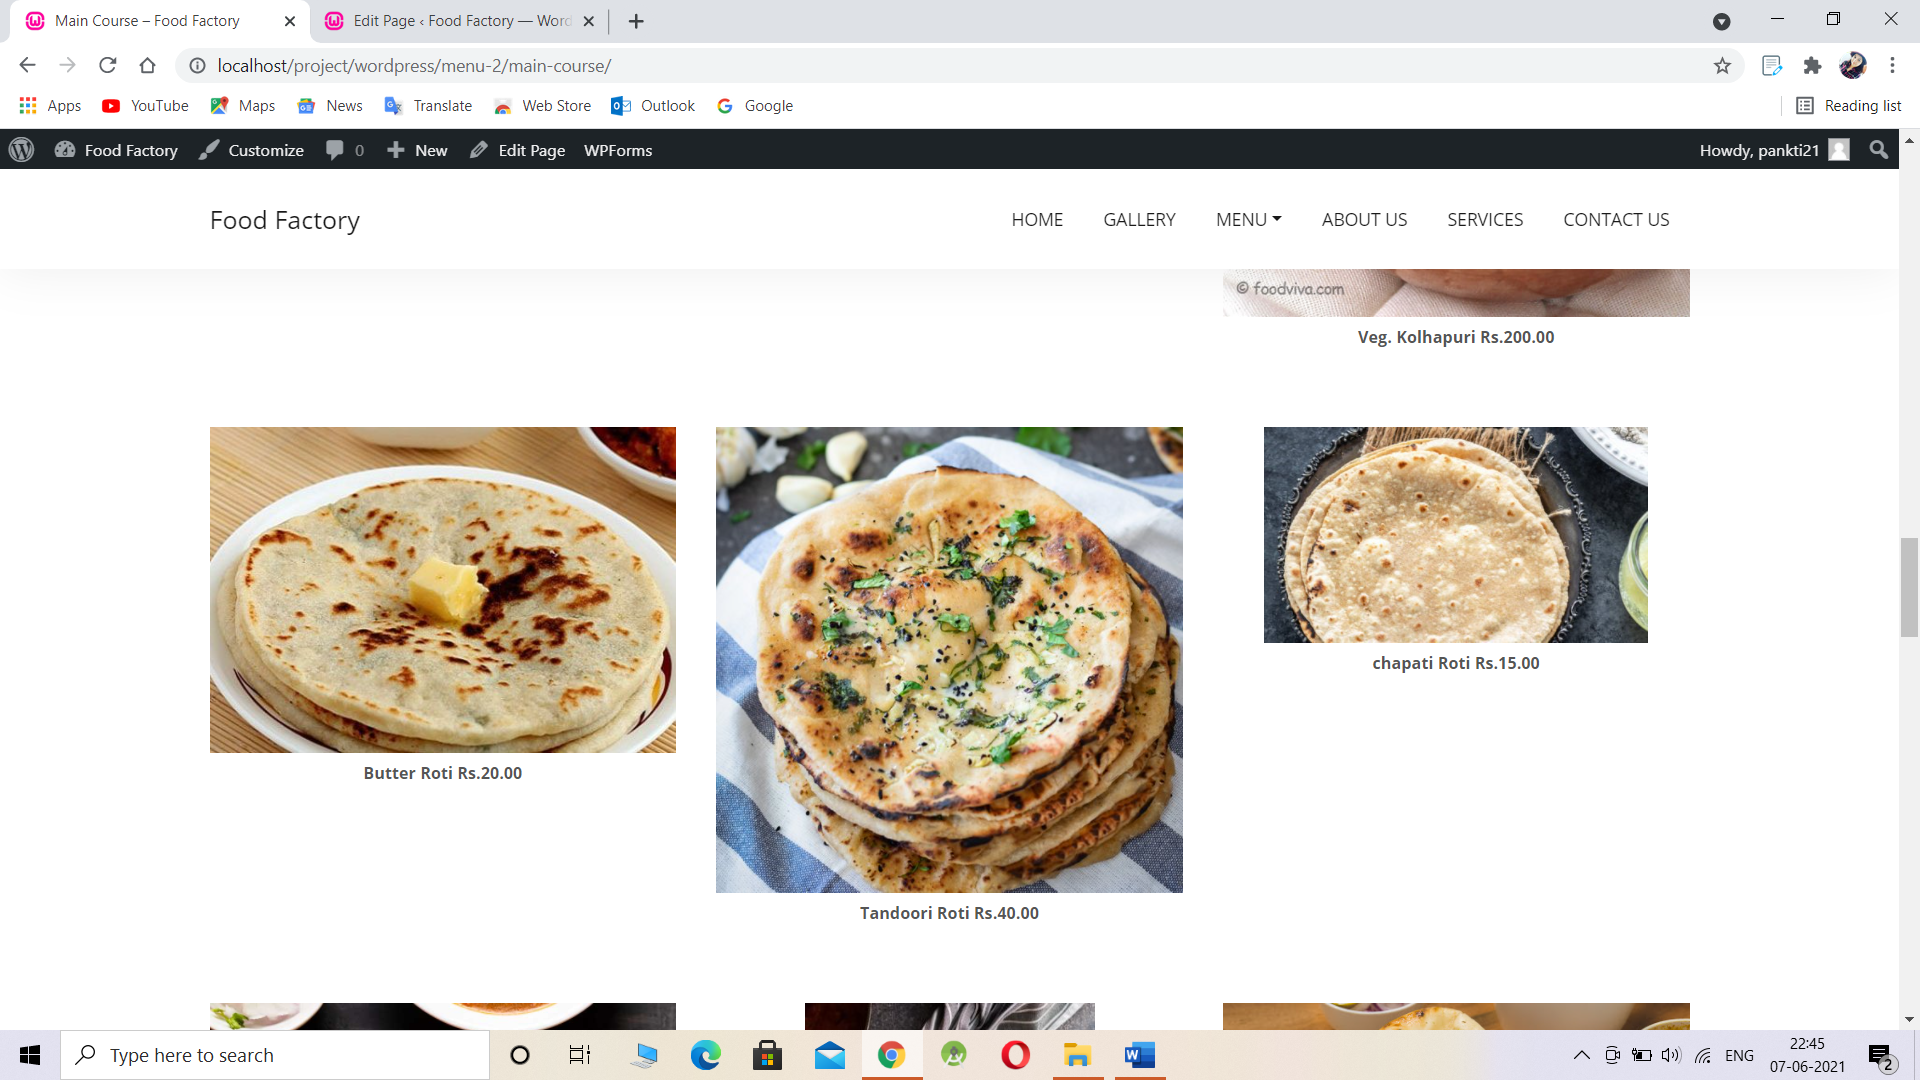 Main Course – Food Factory
Edit Page ‹ Food Factory — Word
localhost/project/wordpress/menu-2/main-course/
Apps YouTube Maps News Translate Web Store Outlook Google Reading list
Food Factory Customize 0 New Edit Page WPForms Howdy, pankti21
Food Factory HOME GALLERY MENU ABOUT US SERVICES CONTACT US
© foodviva.com
Veg. Kolhapuri Rs.200.00
chapati Roti Rs.15.00
Butter Roti Rs.20.00
Tandoori Roti Rs.40.00
Type here to search
ENG
22:45
07-06-2021
2